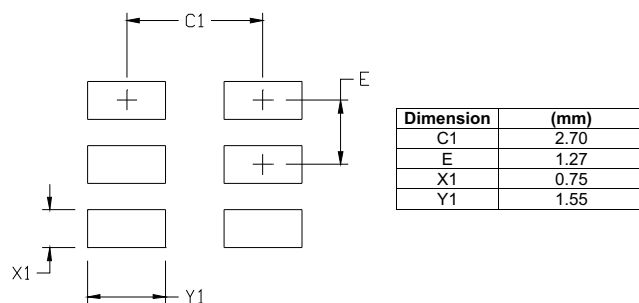 C1
E
X1
Y1
Dimension (mm)
C1 2.70
E 1.27
X1 0.75
Y1 1.55